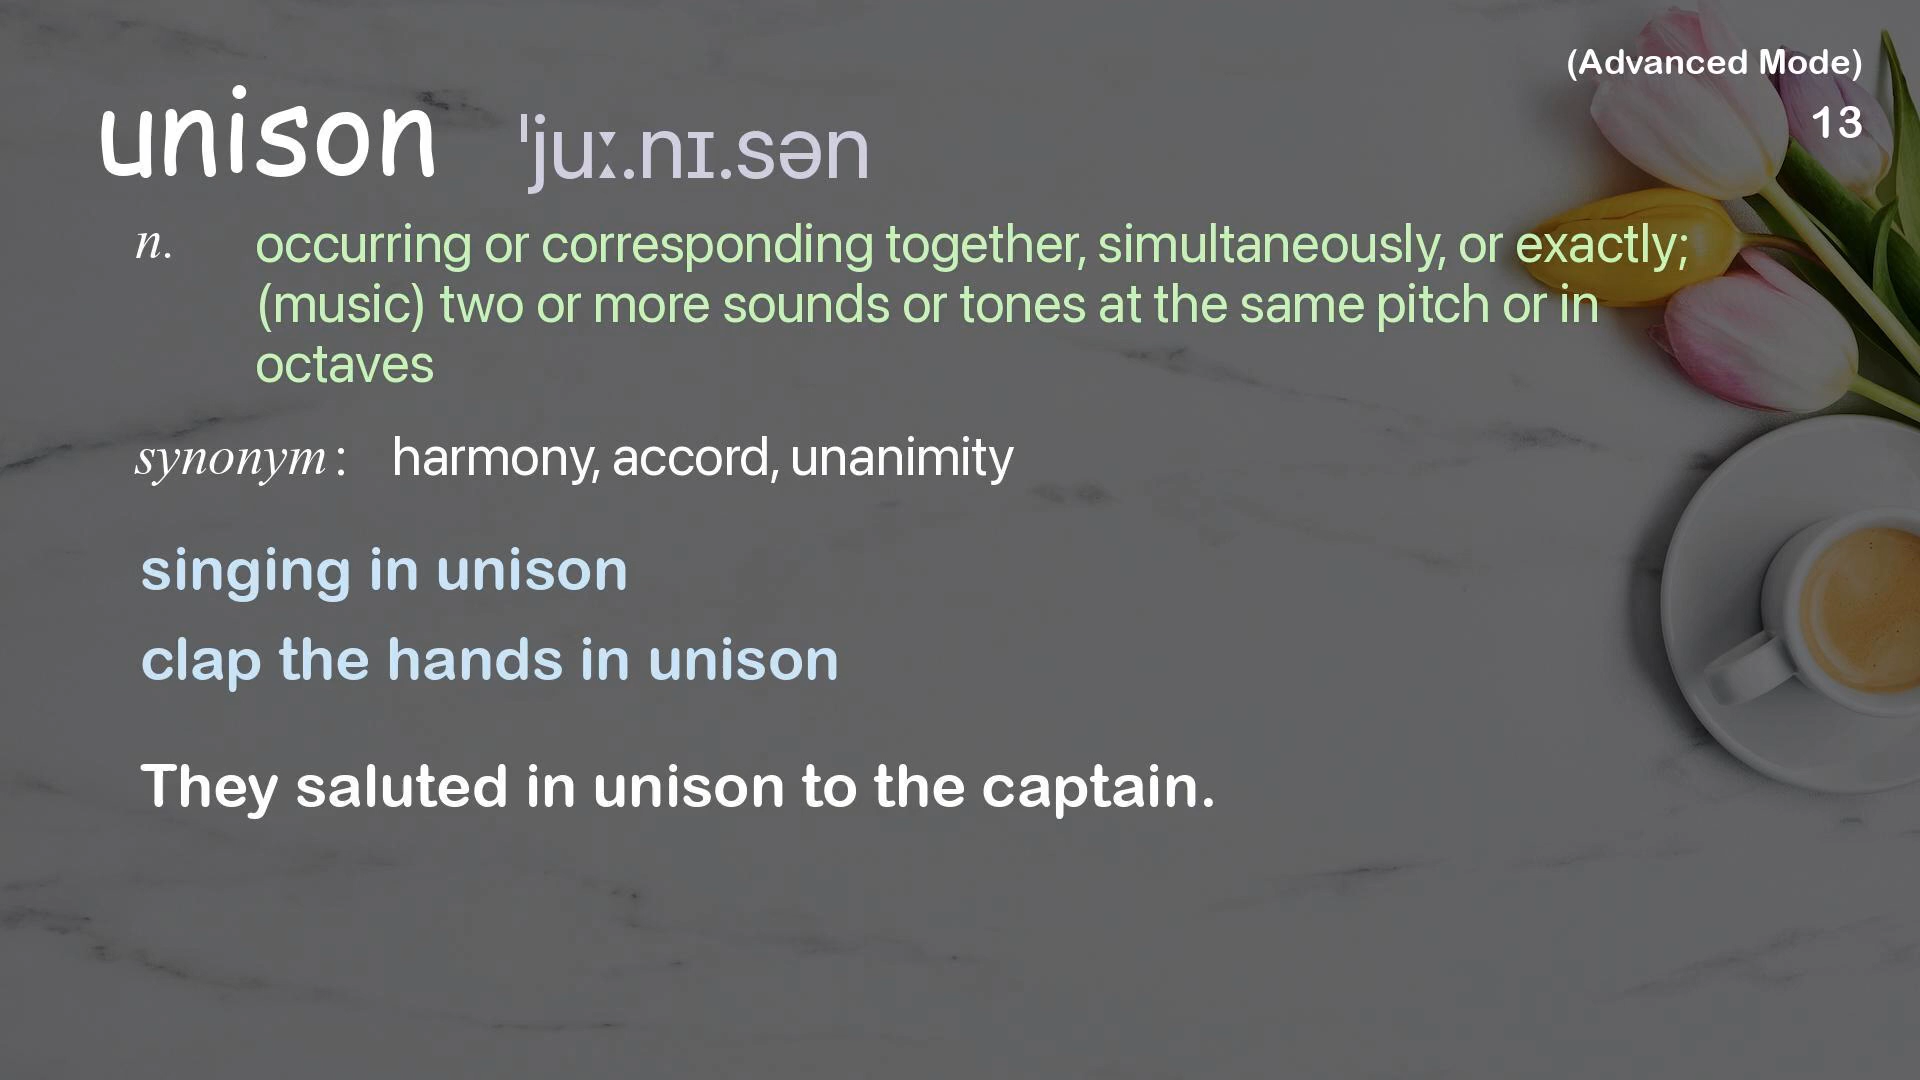 (Advanced Mode)
13
unison ˈjuː.nɪ.sən
n. occurring or corresponding together, simultaneously, or exactly;
(music) two or more sounds or tones at the same pitch or in
octaves
synonym: harmony, accord, unanimity
singing in unison
clap the hands in unison
They saluted in unison to the captain.